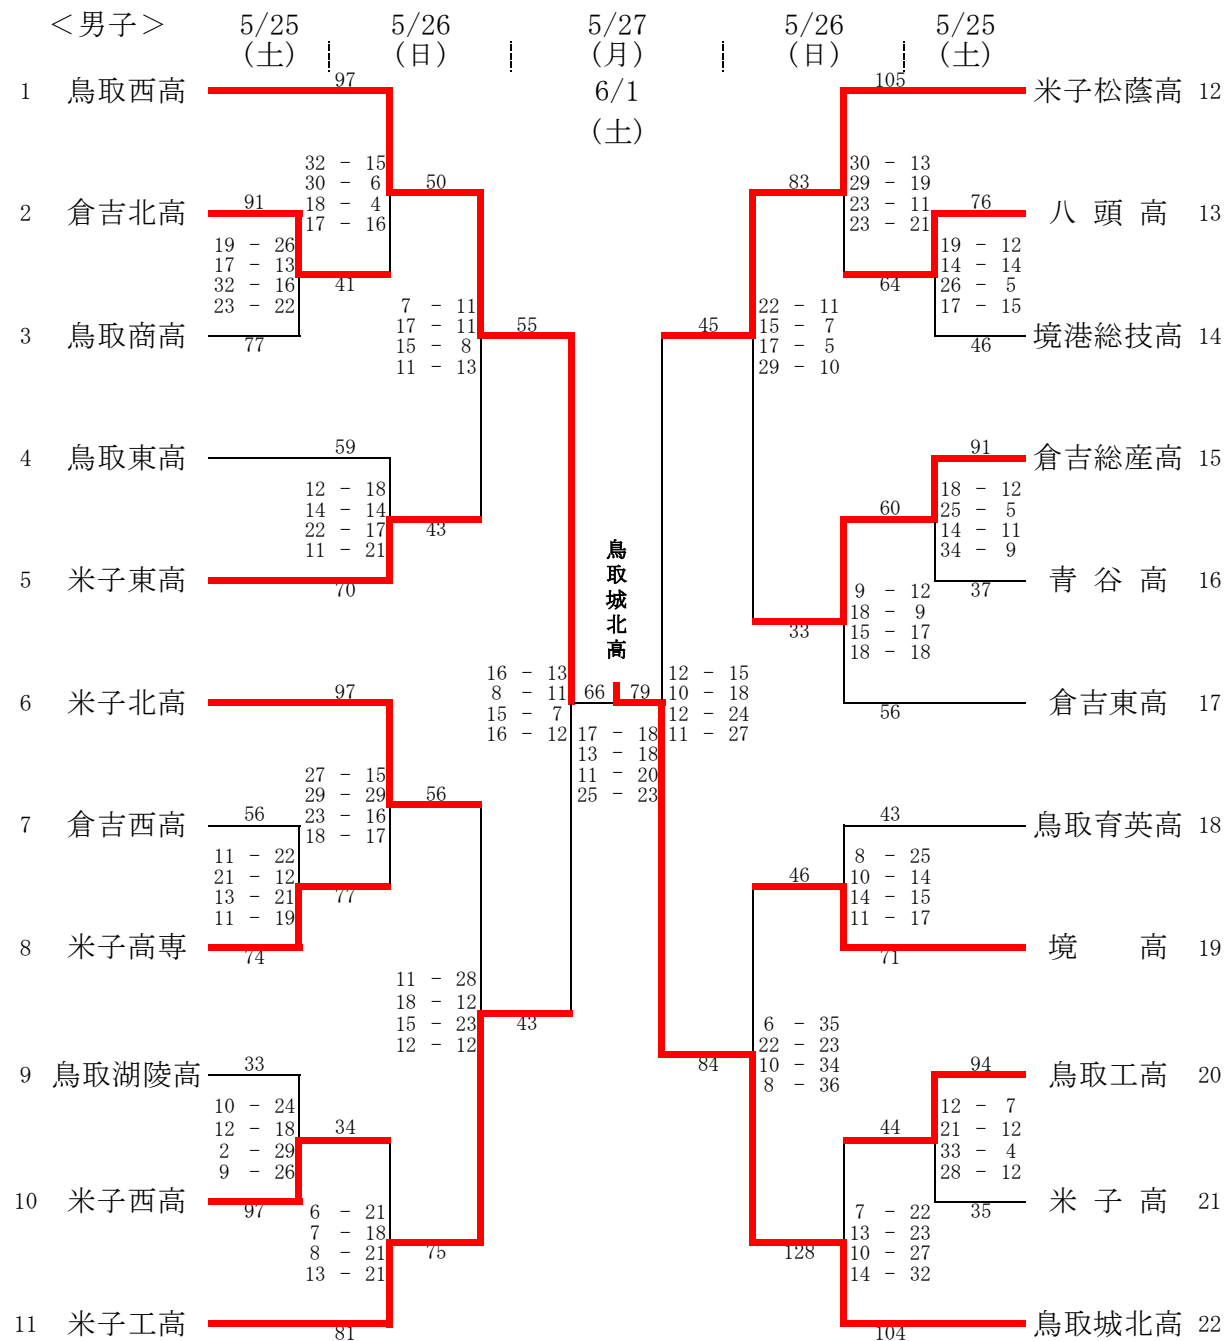 ＜男子＞ 5/25 5/26 5/27 5/26 5/25
(土) (日) (月) (日) (土)
6/1
(土)
1 鳥取西高 97
2 倉吉北高 91
3 鳥取商高 77
4 鳥取東高 59
5 米子東高 70
6 米子北高 97
7 倉吉西高 56
8 米子高専 74
9 鳥取湖陵高 33
10 米子西高 97
11 米子工高 81
19 - 26
17 - 13
32 - 16
23 - 22
11 - 22
21 - 12
13 - 21
11 - 19
10 - 24
12 - 18
2 - 29
9 - 26
32 - 15
30 - 6
18 - 4
17 - 16
41
12 - 18
14 - 14
22 - 17
11 - 21
27 - 15
29 - 29
23 - 16
18 - 17
77
34
6 - 21
7 - 18
8 - 21
13 - 21
50
7 - 11
17 - 11
15 - 8
11 - 13
43
56
11 - 28
18 - 12
15 - 23
12 - 12
75
55
16 - 13
8 - 11
15 - 7
16 - 12
43
鳥取城北高
66 79
17 - 18
13 - 18
11 - 20
25 - 23
45
12 - 15
10 - 18
12 - 24
11 - 27
84
83
22 - 11
15 - 7
17 - 5
29 - 10
33
46
6 - 35
22 - 23
10 - 34
8 - 36
128
30 - 13
29 - 19
23 - 11
23 - 21
64
60
9 - 12
18 - 9
15 - 17
18 - 18
8 - 25
10 - 14
14 - 15
11 - 17
44
7 - 22
13 - 23
10 - 27
14 - 32
19 - 12
14 - 14
26 - 5
17 - 15
18 - 12
25 - 5
14 - 11
34 - 9
12 - 7
21 - 12
33 - 4
28 - 12
105 米子松蔭高 12
76 八頭高 13
46 境港総技高 14
91 倉吉総産高 15
37 青谷高 16
56 倉吉東高 17
43 鳥取育英高 18
71 境高 19
94 鳥取工高 20
35 米子高 21
104 鳥取城北高 22